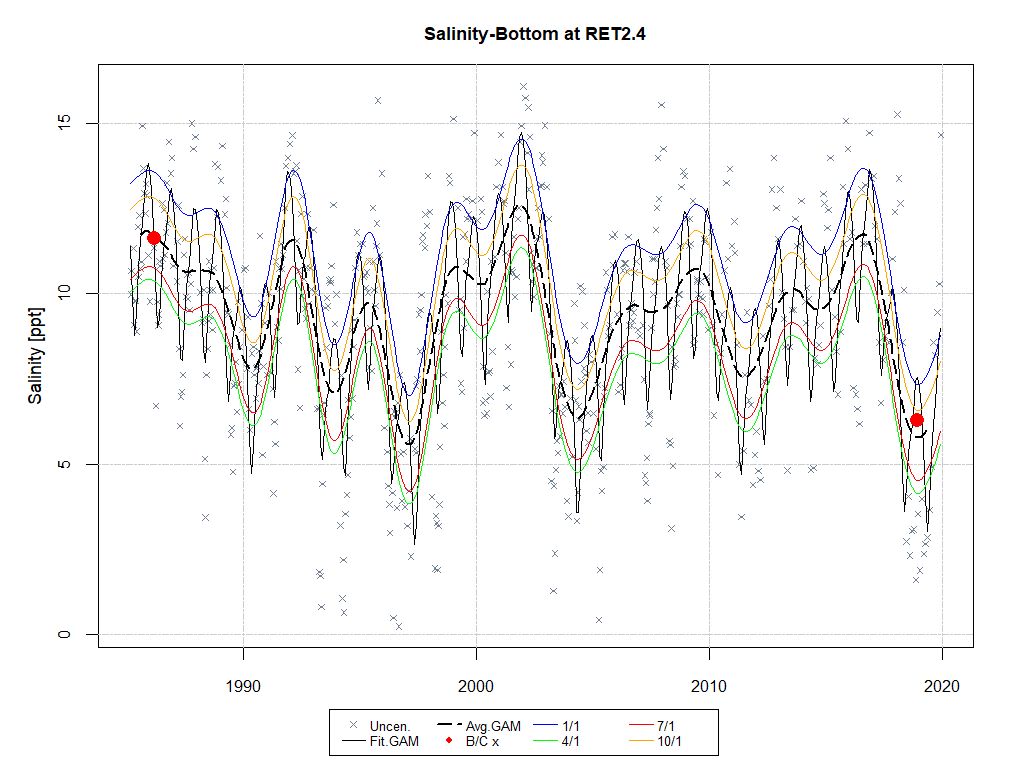 Salinity-Bottom at RET2.4
Salinity [ppt]
15
10
5
0
1990 2000 2010 2020
Uncen. Avg.GAM 1/1 7/1
Fit.GAM B/C x 4/1 10/1